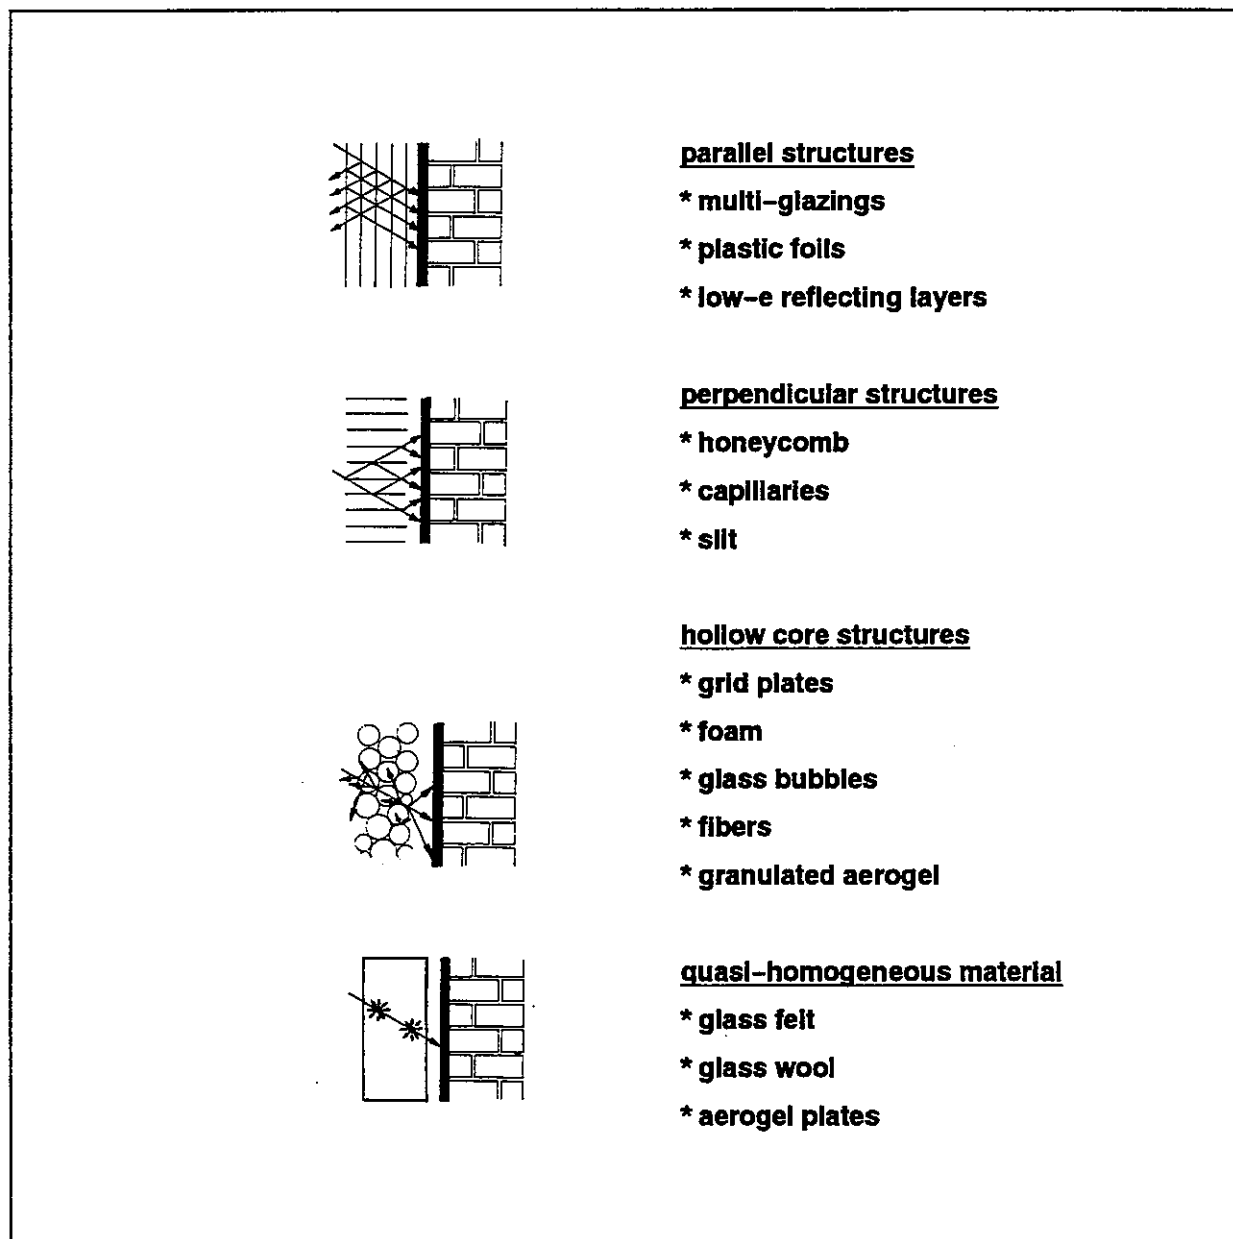 parallel structures
* multi-glazings
* plastic foils
* low-e reflecting layers
perpendicular structures
* honeycomb
* capillaries
* slit
hollow core structures
* grid plates
* foam
* glass bubbles
* fibers
* granulated aerogel
quasi-homogeneous material
* glass felt
* glass wool
* aerogel plates